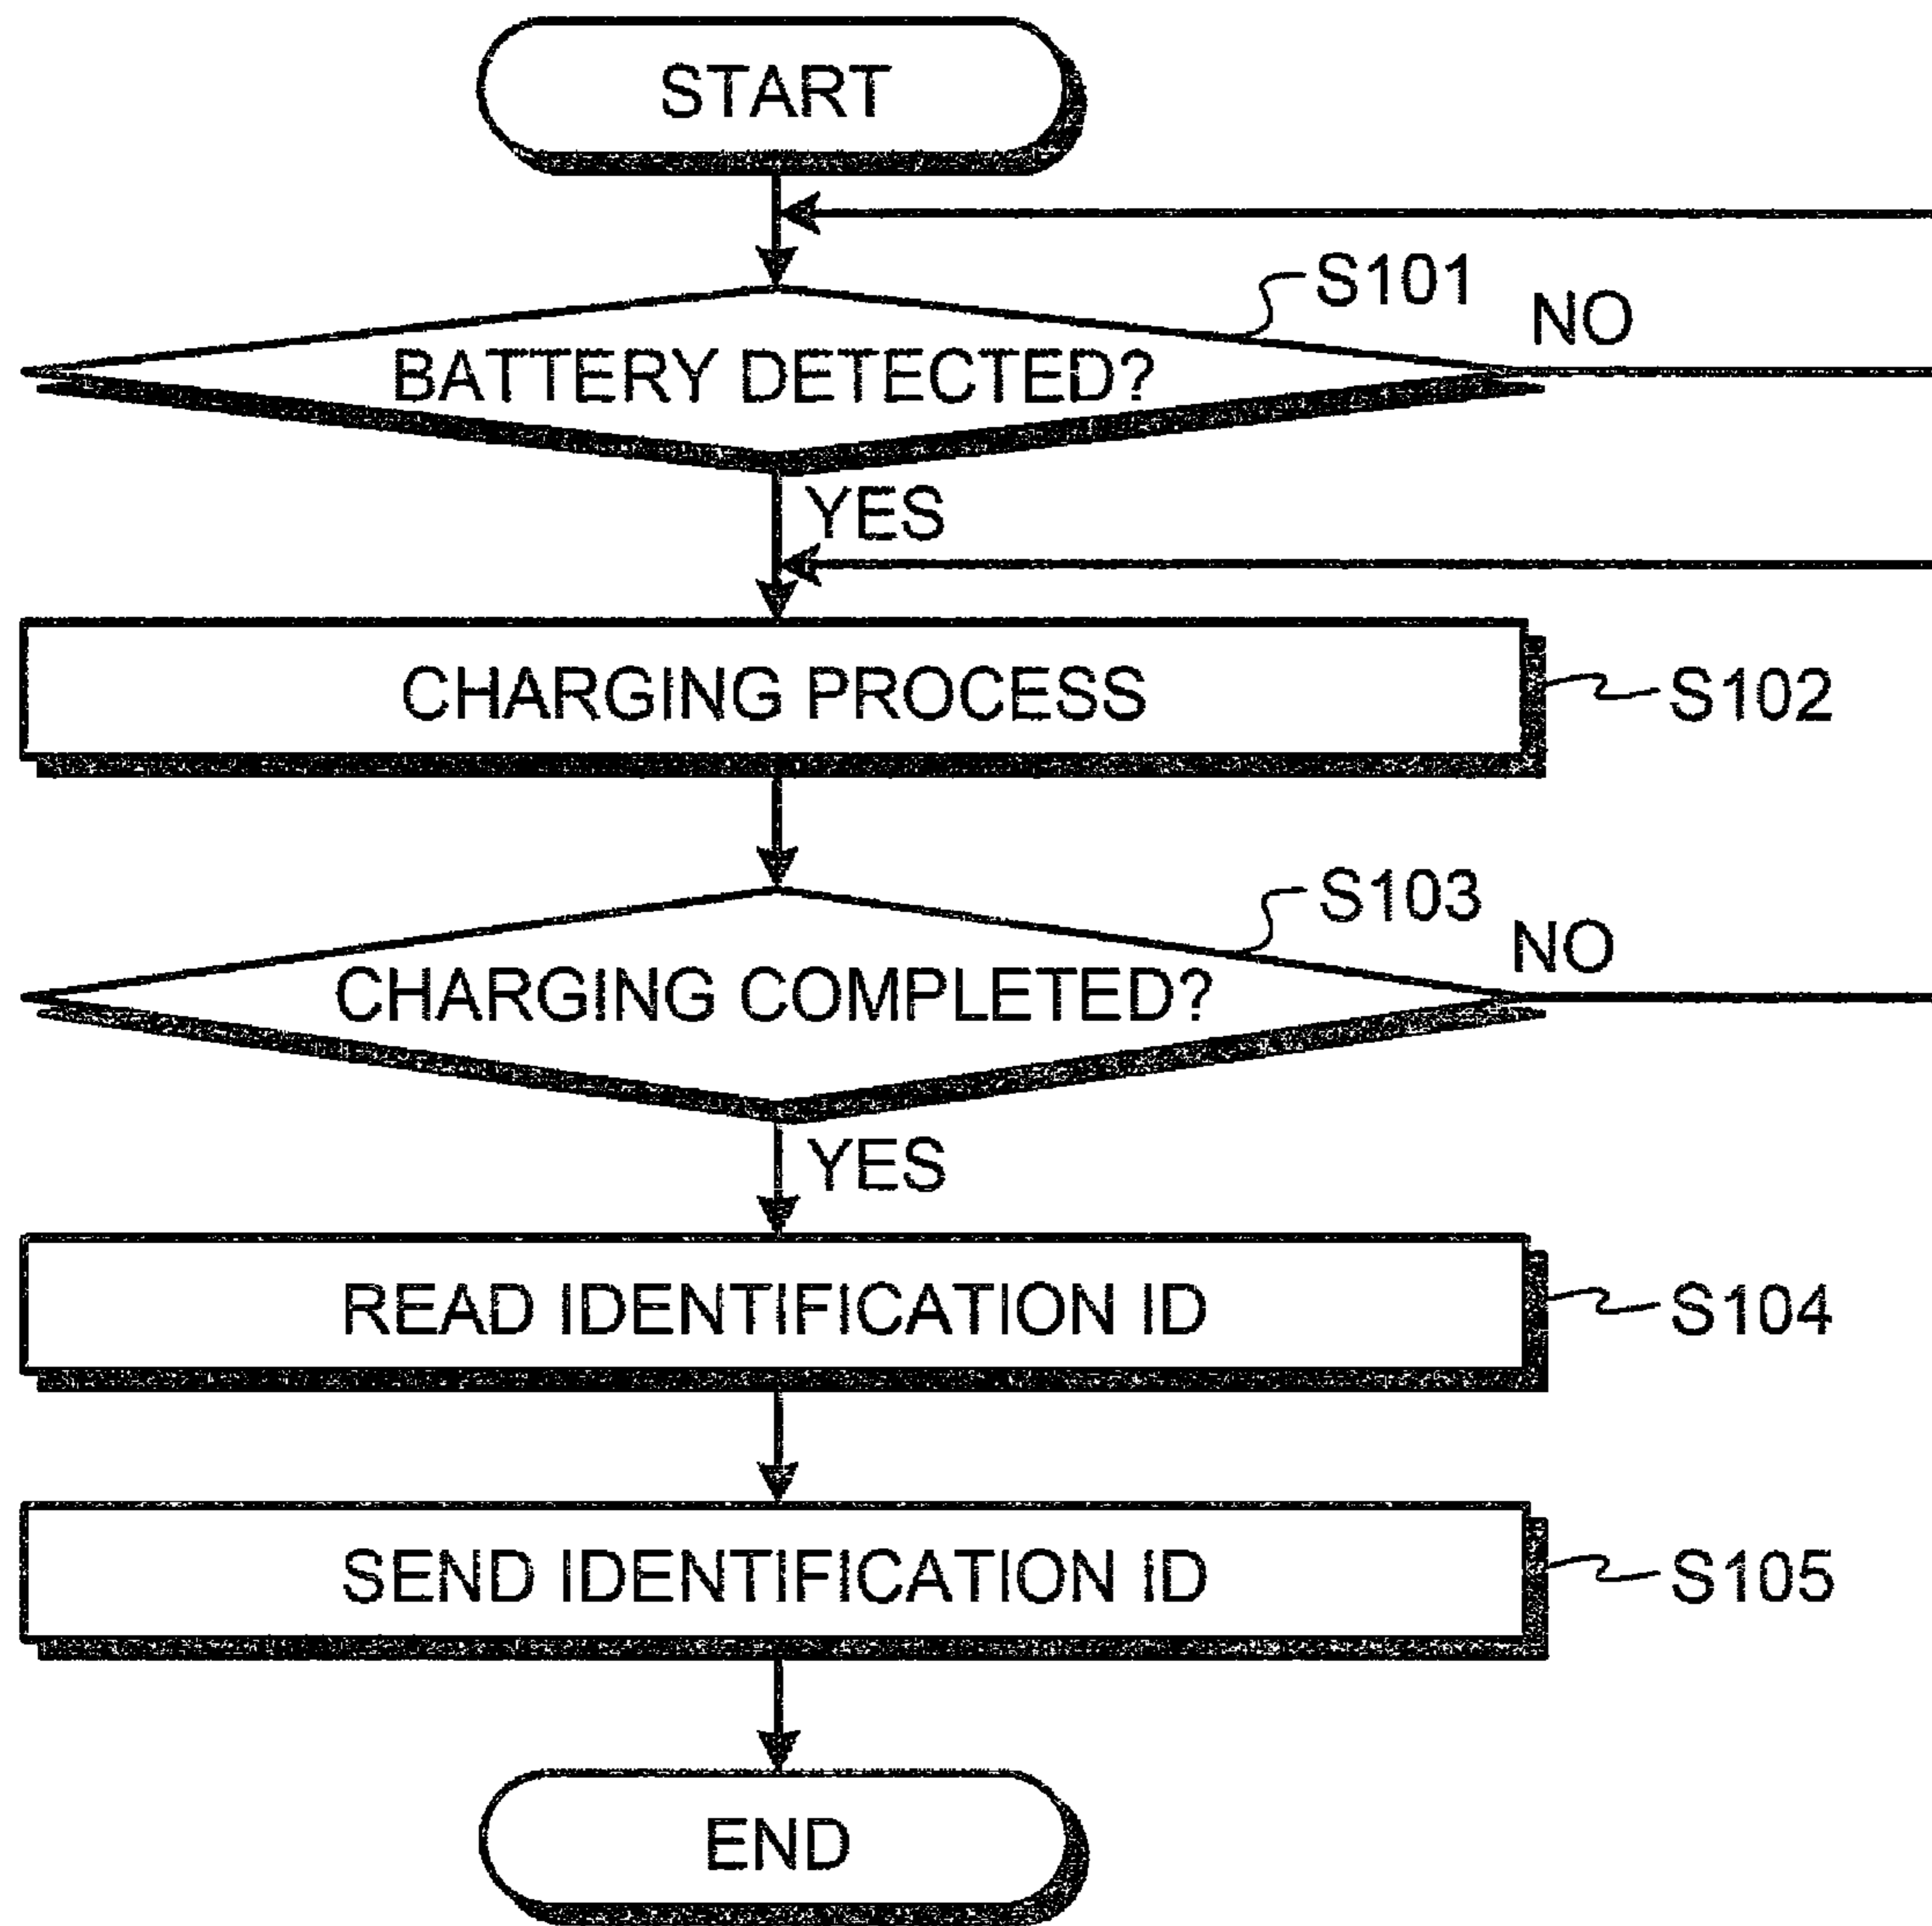 START
S101
NO
BATTERY DETECTED?
YES
CHARGING PROCESS
S102
S103
NO
CHARGING COMPLETED?
YES
READ IDENTIFICATION ID
S104
SEND IDENTIFICATION ID
S105
END